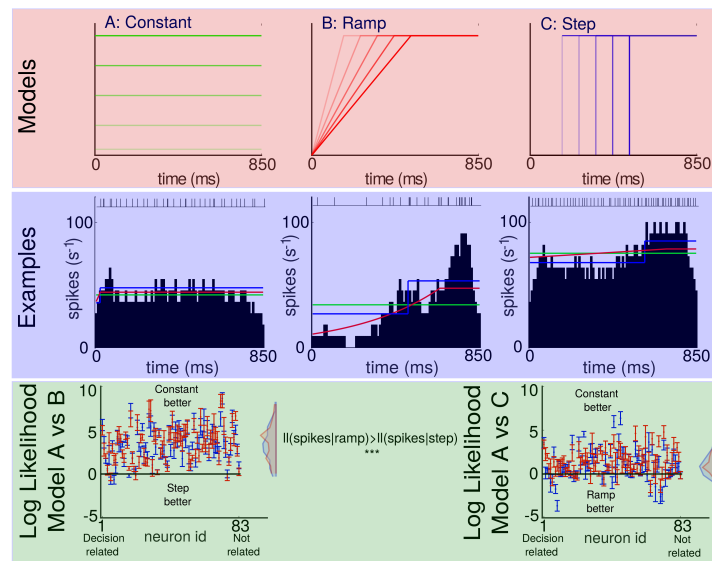 A: Constant
B: Ramp
C: Step
Models
0
850
time (ms)
0
850
time (ms)
0
850
time (ms)
Examples
spikes (s⁻¹)
100
0
0
850
time (ms)
spikes (s⁻¹)
100
0
0
850
time (ms)
spikes (s⁻¹)
100
0
0
850
time (ms)
Log Likelihood
Model A vs B
10
5
0
-5
Constant
better
Step
better
1
83
Decision
related
neuron id
Not
related
ll(spikes|ramp)>ll(spikes|step)
***
Log Likelihood
Model A vs C
10
5
0
-5
Constant
better
Ramp
better
1
83
Decision
related
neuron id
Not
related